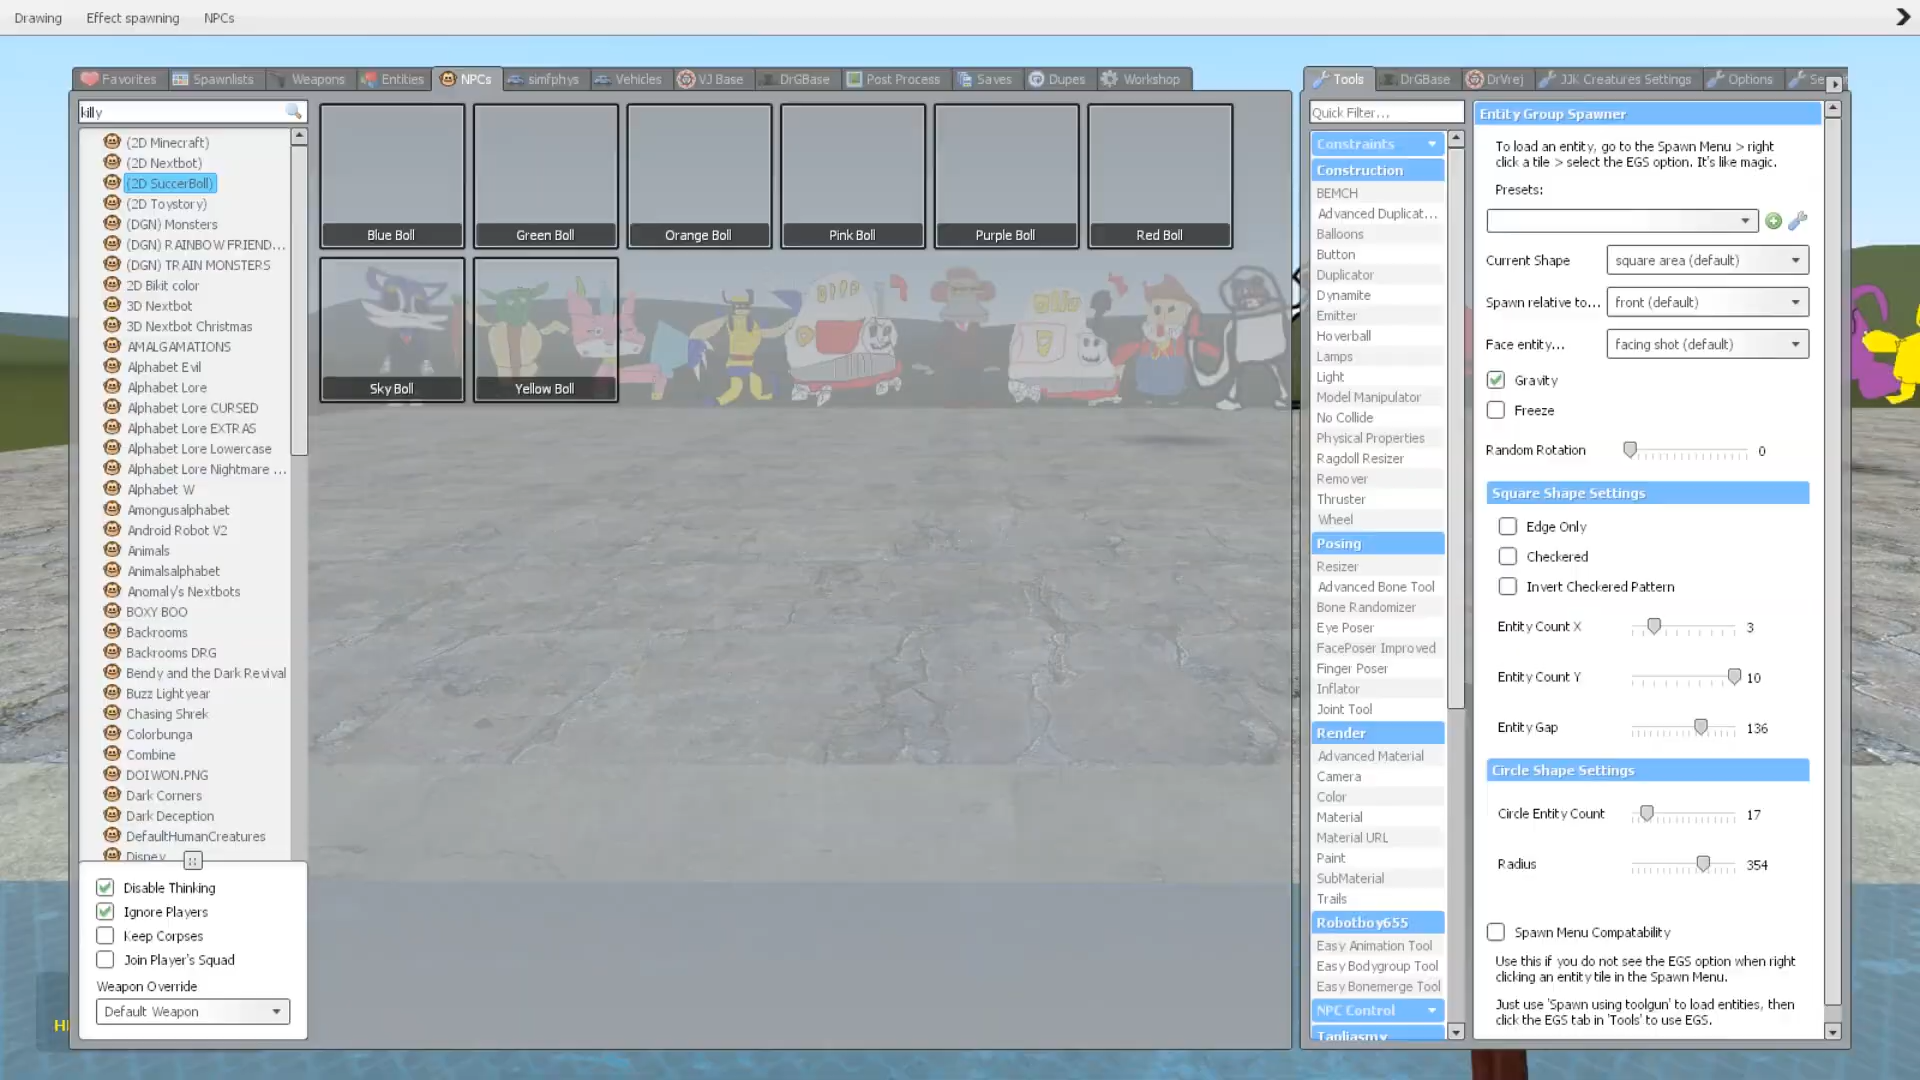 Drawing Effect spawning NPCs
Favorites Spawnlists Weapons Entities NPCs simfphys Vehicles VJ Base DrGBase Post Process Saves Dupes Workshop
killy
(2D Minecraft)
(2D Nextbot)
(2D SuccerBoll)
(2D Toystory)
(DGN) Monsters
(DGN) RAINBOW FRIEND...
(DGN) TRAIN MONSTERS
2D Bikit color
3D Nextbot
3D Nextbot Christmas
AMALGAMATIONS
Alphabet Evil
Alphabet Lore
Alphabet Lore CURSED
Alphabet Lore EXTRAS
Alphabet Lore Lowercase
Alphabet Lore Nightmare ...
Alphabet W
Amongusalphabet
Android Robot V2
Animals
Animalsalphabet
Anomaly's Nextbots
BOXY BOO
Backrooms
Backrooms DRG
Bendy and the Dark Revival
Buzz Lightyear
Chasing Shrek
Colorbunga
Combine
DOIWON.PNG
Dark Corners
Dark Deception
DefaultHumanCreatures
Disney
Disable Thinking
Ignore Players
Keep Corpses
Join Player's Squad
Weapon Override
Default Weapon
Blue Boll Green Boll Orange Boll Pink Boll Purple Boll Red Boll
Sky Boll Yellow Boll
Tools DrGBase DrVrej JJK Creatures Settings Options Se
Quick Filter...
Constraints
Construction
BEMCH
Advanced Duplicat...
Balloons
Button
Duplicator
Dynamite
Emitter
Hoverball
Lamps
Light
Model Manipulator
No Collide
Physical Properties
Ragdoll Resizer
Remover
Thruster
Wheel
Posing
Resizer
Advanced Bone Tool
Bone Randomizer
Eye Poser
FacePoser Improved
Finger Poser
Inflator
Joint Tool
Render
Advanced Material
Camera
Color
Material
Material URL
Paint
SubMaterial
Trails
Robotboy655
Easy Animation Tool
Easy Bodygroup Tool
Easy Bonemerge Tool
NPC Control
Tapliasmy
Entity Group Spawner
To load an entity, go to the Spawn Menu > right
click a tile > select the EGS option. It's like magic.
Presets:
Current Shape square area (default)
Spawn relative to... front (default)
Face entity... facing shot (default)
Gravity
Freeze
Random Rotation 0
Square Shape Settings
Edge Only
Checkered
Invert Checkered Pattern
Entity Count X 3
Entity Count Y 10
Entity Gap 136
Circle Shape Settings
Circle Entity Count 17
Radius 354
Spawn Menu Compatability
Use this if you do not see the EGS option when right
clicking an entity tile in the Spawn Menu.
Just use 'Spawn using toolgun' to load entities, then
click the EGS tab in 'Tools' to use EGS.